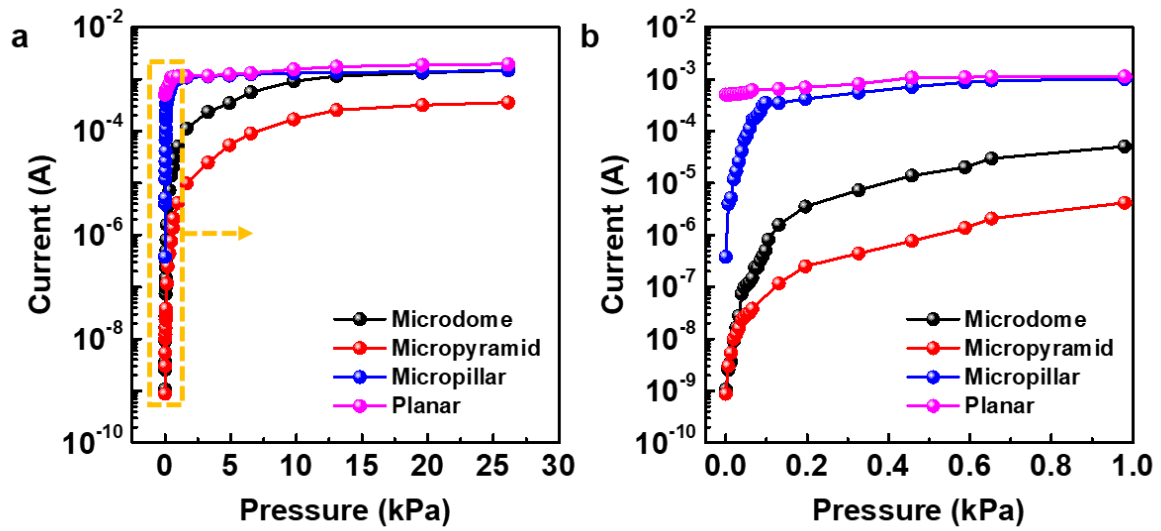 a
Current (A)
10⁻²
10⁻⁴
10⁻⁶
10⁻⁸
10⁻¹⁰
0 5 10 15 20 25 30
Pressure (kPa)
Microdome
Micropyramid
Micropillar
Planar
b
Current (A)
10⁻²
10⁻³
10⁻⁴
10⁻⁵
10⁻⁶
10⁻⁷
10⁻⁸
10⁻⁹
10⁻¹⁰
0.0 0.2 0.4 0.6 0.8 1.0
Pressure (kPa)
Microdome
Micropyramid
Micropillar
Planar